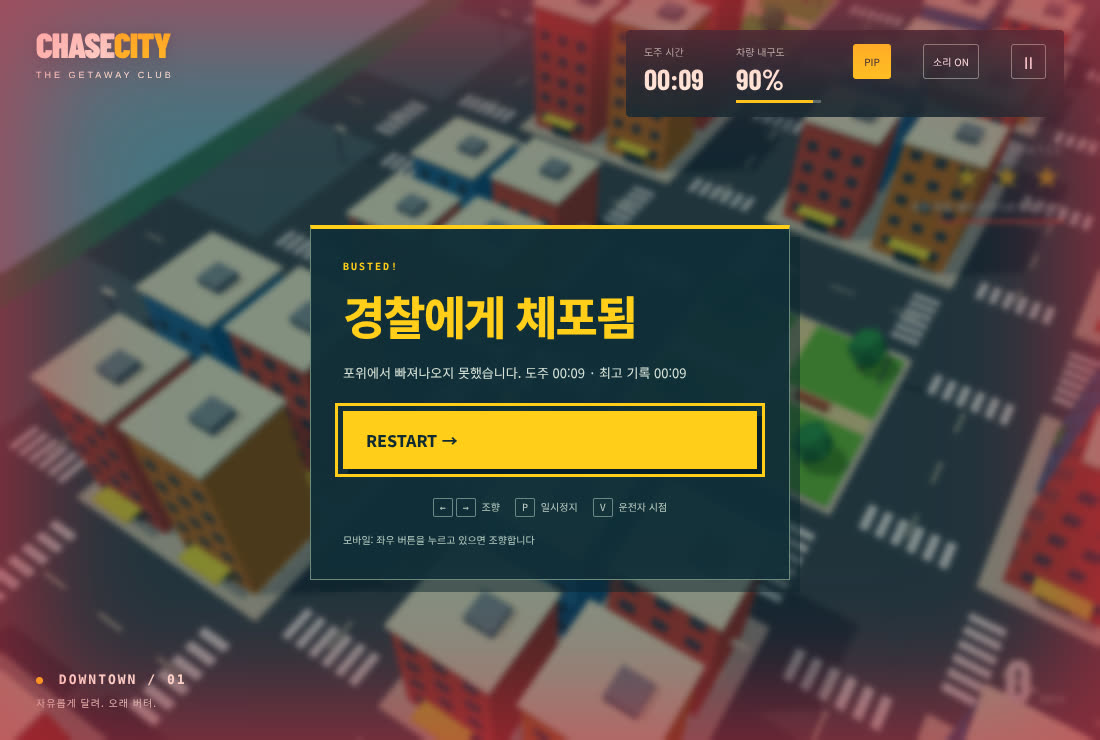 CHASECITY
THE GETAWAY CLUB
도주 시간
00:09
차량 내구도
90%
PIP
소리 ON
BUSTED!
경찰에게 체포됨
포위에서 빠져나오지 못했습니다. 도주 00:09 · 최고 기록 00:09
RESTART →
← → 조향 P 일시정지 V 운전자 시점
모바일: 좌우 버튼을 누르고 있으면 조향합니다
DOWNTOWN / 01
자유롭게 달려. 오래 버텨.